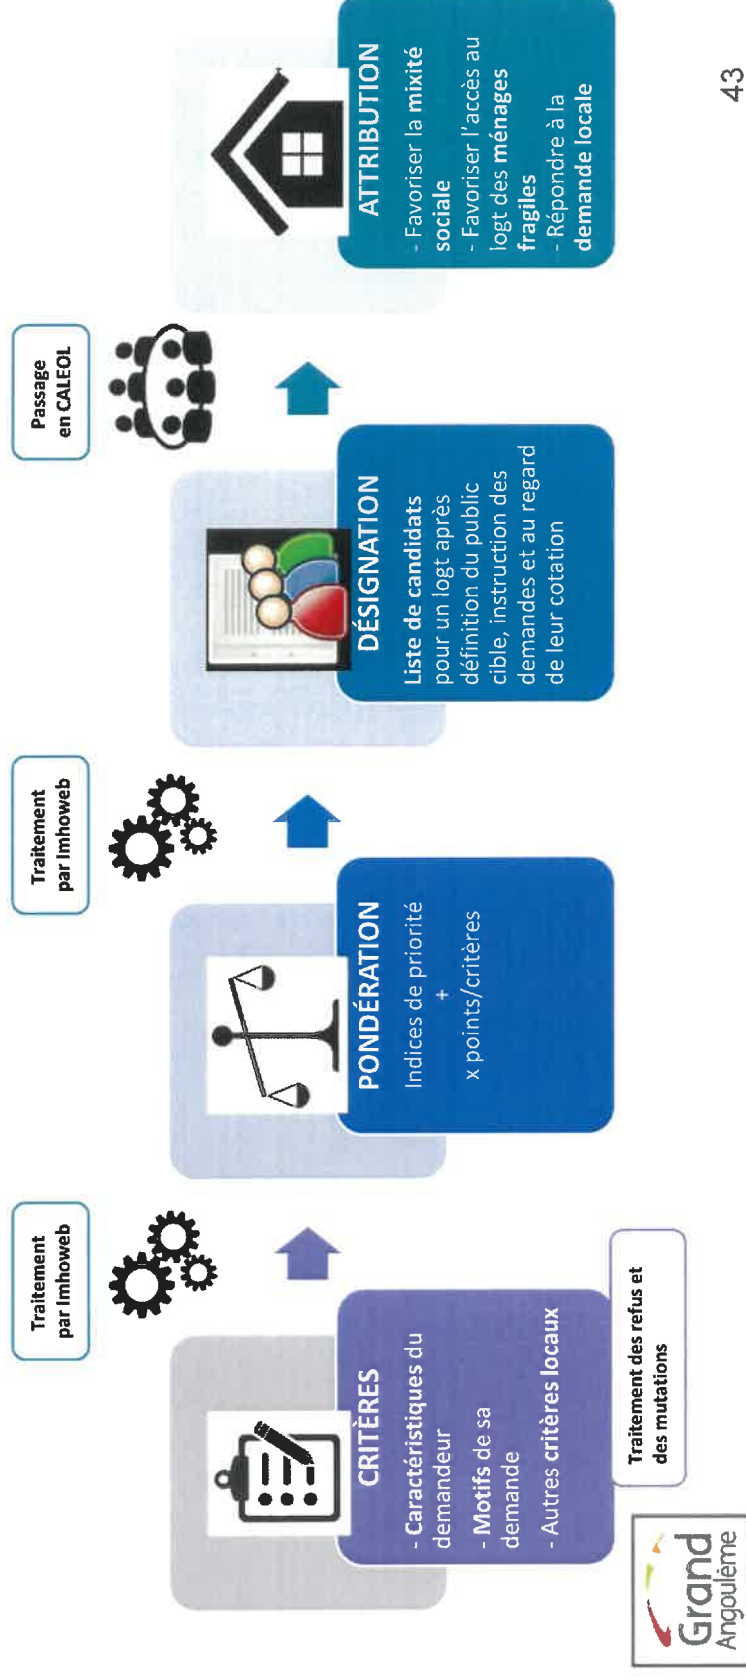 Traitement
par Imhoweb
CRITÈRES
- Caractéristiques du
demandeur
- Motifs de sa
demande
- Autres critères locaux
Traitement des refus et
des mutations
Traitement
par Imhoweb
PONDÉRATION
Indices de priorité
+
x points/critères
Passage
en CALEOL
DÉSIGNATION
Liste de candidats
pour un logt après
définition du public
cible, instruction des
demandes et au regard
de leur cotation
ATTRIBUTION
- Favoriser la mixité
sociale
- Favoriser l'accès au
logt des ménages
fragiles
- Répondre à la
demande locale
Grand
Angoulême
43